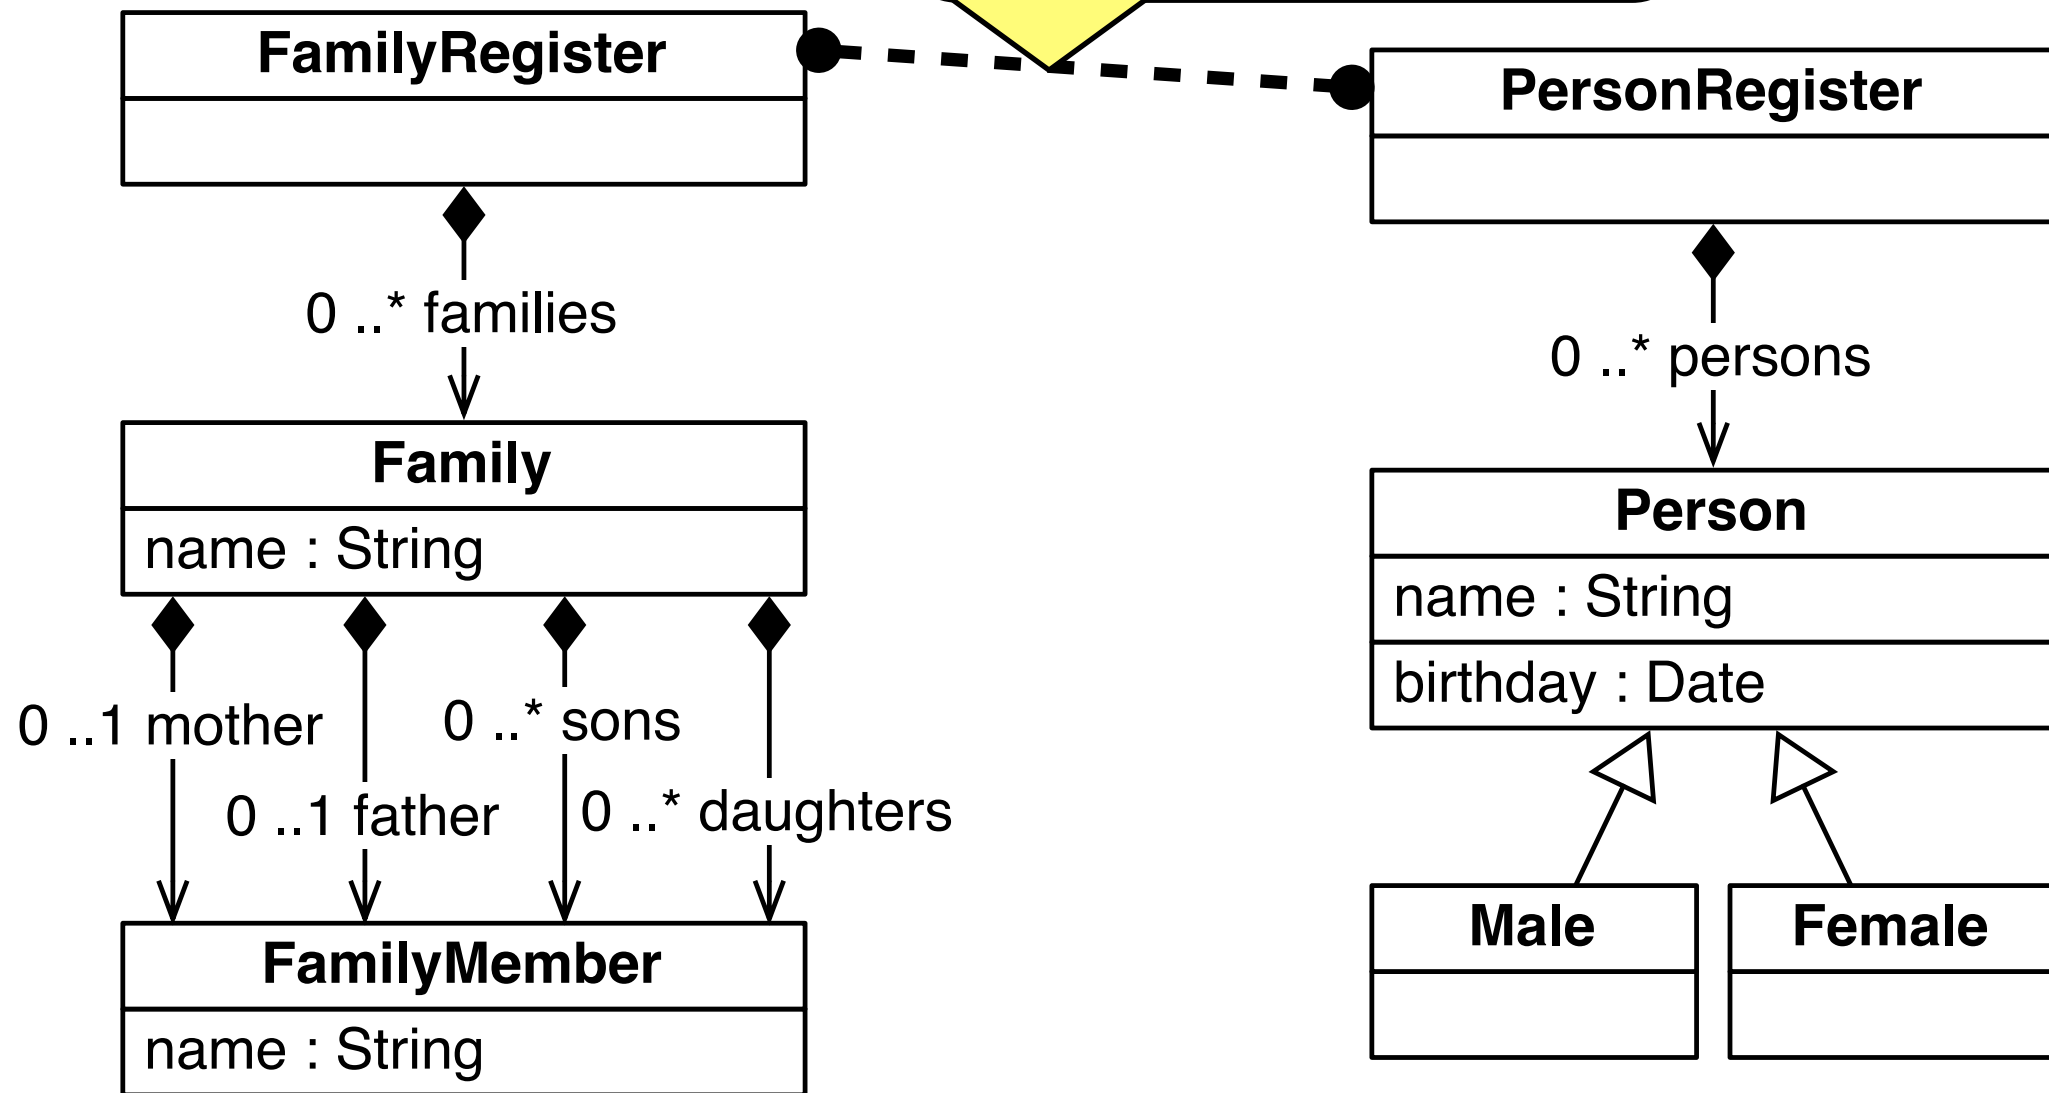 FamilyRegister
0 ..* families
Family
name : String
0 ..1 mother
0 ..1 father
0 ..* sons
0 ..* daughters
FamilyMember
name : String
PersonRegister
0 ..* persons
Person
name : String
birthday : Date
Male
Female